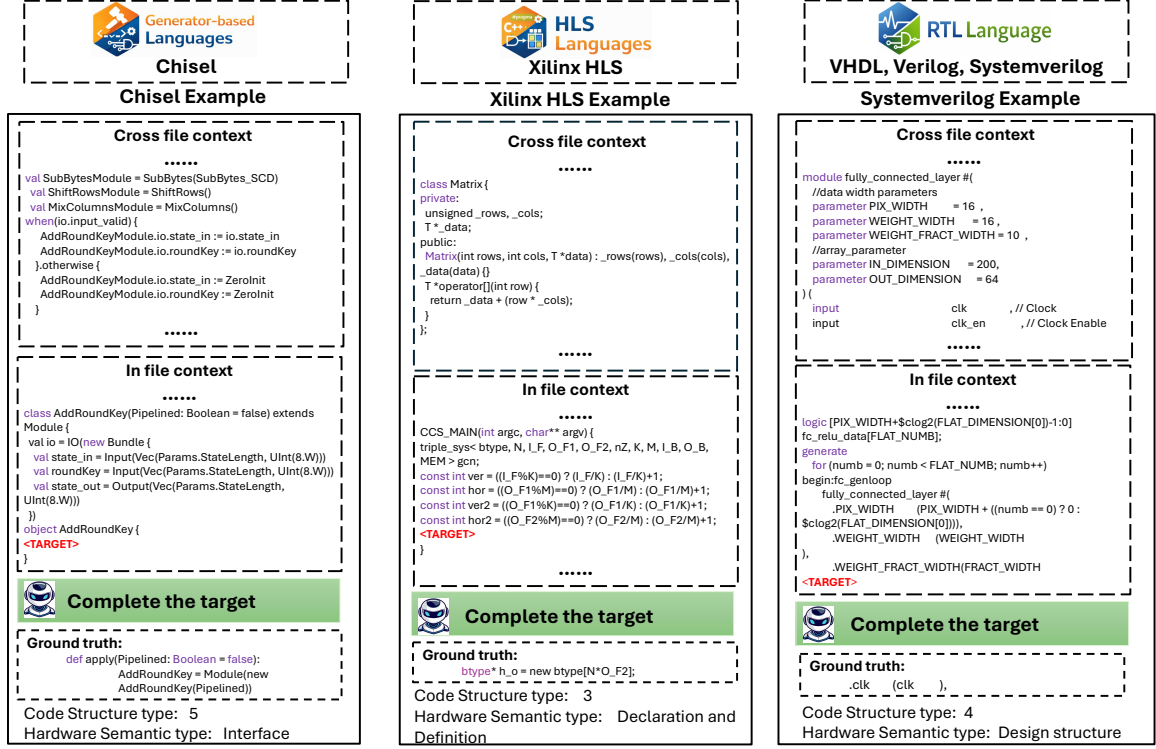 Generator-based
Languages
Chisel
Chisel Example
Cross file context
......
val SubBytesModule = SubBytes(SubBytes_SCD)
val ShiftRowsModule = ShiftRows()
val MixColumnsModule = MixColumns()
when(io.input_valid) {
AddRoundKeyModule.io.state_in := io.state_in
AddRoundKeyModule.io.roundKey := io.roundKey
}.otherwise {
AddRoundKeyModule.io.state_in := ZeroInit
AddRoundKeyModule.io.roundKey := ZeroInit
}
......
In file context
......
class AddRoundKey(Pipelined: Boolean = false) extends
Module {
val io = IO(new Bundle {
val state_in = Input(Vec(Params.StateLength, UInt(8.W)))
val roundKey = Input(Vec(Params.StateLength, UInt(8.W)))
val state_out = Output(Vec(Params.StateLength,
UInt(8.W)))
})
object AddRoundKey {
<TARGET>
}
Complete the target
Ground truth:
def apply(Pipelined: Boolean = false):
AddRoundKey = Module(new
AddRoundKey(Pipelined))
Code Structure type: 5
Hardware Semantic type: Interface
#pragma
C++
HLS
Languages
Xilinx HLS
Xilinx HLS Example
Cross file context
......
class Matrix {
private:
unsigned _rows, _cols;
T *_data;
public:
Matrix(int rows, int cols, T *data) : _rows(rows), _cols(cols),
_data(data) {}
T *operator[](int row) {
return _data + (row * _cols);
}
};
......
In file context
......
CCS_MAIN(int argc, char** argv) {
triple_sys< btype, N, I_F, O_F1, O_F2, nZ, K, M, I_B, O_B,
MEM > gcn;
const int ver = ((I_F%K)==0) ? (I_F/K) : (I_F/K)+1;
const int hor = ((O_F1%M)==0) ? (O_F1/M) : (O_F1/M)+1;
const int ver2 = ((O_F1%K)==0) ? (O_F1/K) : (O_F1/K)+1;
const int hor2 = ((O_F2%M)==0) ? (O_F2/M) : (O_F2/M)+1;
<TARGET>
}
......
Complete the target
Ground truth:
btype* h_o = new btype[N*O_F2];
Code Structure type: 3
Hardware Semantic type: Declaration and
Definition
RTL Language
VHDL, Verilog, Systemverilog
Systemverilog Example
Cross file context
......
module fully_connected_layer #(
//data width parameters
parameter PIX_WIDTH = 16 ,
parameter WEIGHT_WIDTH = 16 ,
parameter WEIGHT_FRACT_WIDTH = 10 ,
//array_parameter
parameter IN_DIMENSION = 200,
parameter OUT_DIMENSION = 64
) (
input clk , // Clock
input clk_en , // Clock Enable
......
In file context
......
logic [PIX_WIDTH+$clog2(FLAT_DIMENSION[0])-1:0]
fc_relu_data[FLAT_NUMB];
generate
for (numb = 0; numb < FLAT_NUMB; numb++)
begin:fc_genloop
fully_connected_layer #(
.PIX_WIDTH (PIX_WIDTH + ((numb == 0) ? 0 :
$clog2(FLAT_DIMENSION[0]))),
.WEIGHT_WIDTH (WEIGHT_WIDTH
),
.WEIGHT_FRACT_WIDTH(FRACT_WIDTH
<TARGET>
Complete the target
Ground truth:
.clk (clk ),
Code Structure type: 4
Hardware Semantic type: Design structure